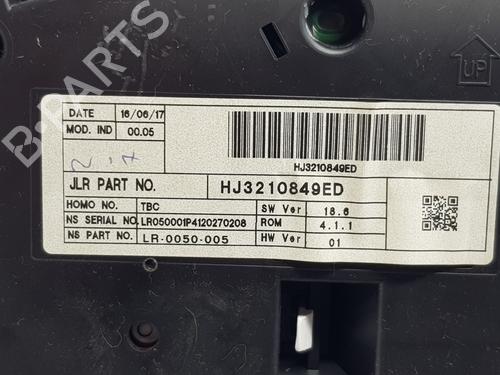 B-PARTS
UP
DATE 16/06/17
MOD. IND 00.05
HJ3210849ED
JLR PART NO. HJ3210849ED
HOMO NO. TBC SW Ver 18.6
NS SERIAL NO. LR050001P4120270208 ROM 4.1.1
NS PART NO. LR-0050-005 HW Ver 01